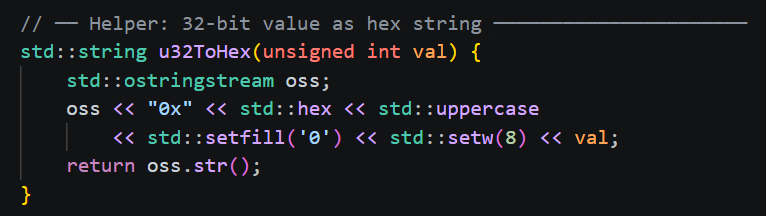 // ── Helper: 32-bit value as hex string ──────────────────────
std::string u32ToHex(unsigned int val) {
    std::ostringstream oss;
    oss << "0x" << std::hex << std::uppercase
        << std::setfill('0') << std::setw(8) << val;
    return oss.str();
}